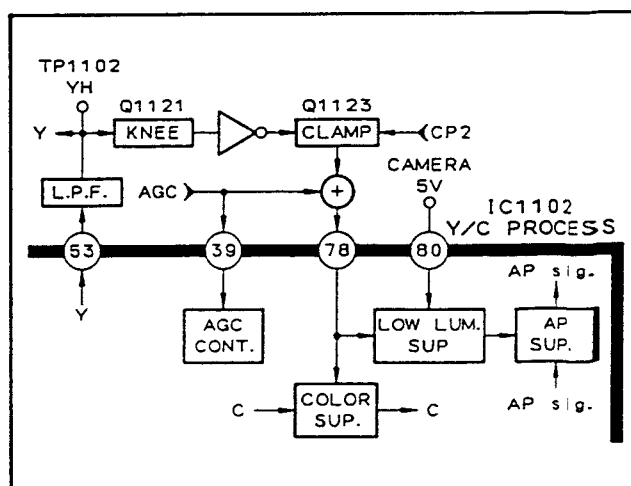 TP1102
YH
Q1121
Q1123
Y
KNEE
CLAMP
CP2
CAMERA
5V
L.P.F.
AGC
+
IC1102
Y/C PROCESS
53
39
78
80
AP sig.
Y
AGC
CONT.
LOW LUM.
SUP
AP
SUP.
C
COLOR
SUP.
C
AP sig.